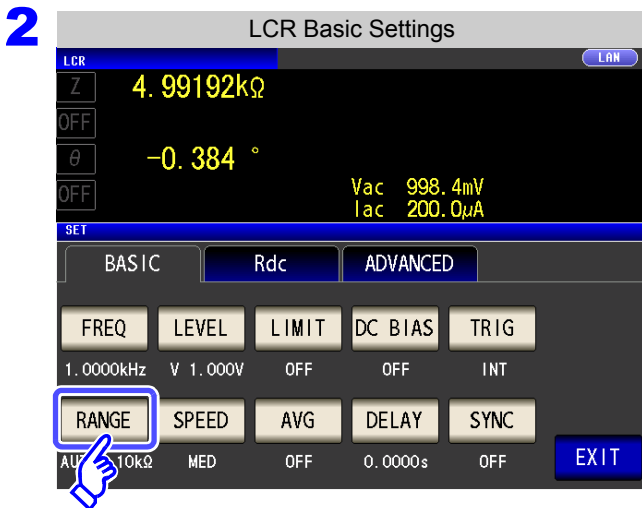 2
LCR Basic Settings
LCR LAN
Z 4.99192kΩ
OFF
θ -0.384 °
OFF Vac 998.4mV
Iac 200.0μA
SET
BASIC Rdc ADVANCED
FREQ LEVEL LIMIT DC BIAS TRIG
1.0000kHz V 1.000V OFF OFF INT
RANGE SPEED AVG DELAY SYNC
10kΩ MED OFF 0.0000s OFF
EXIT